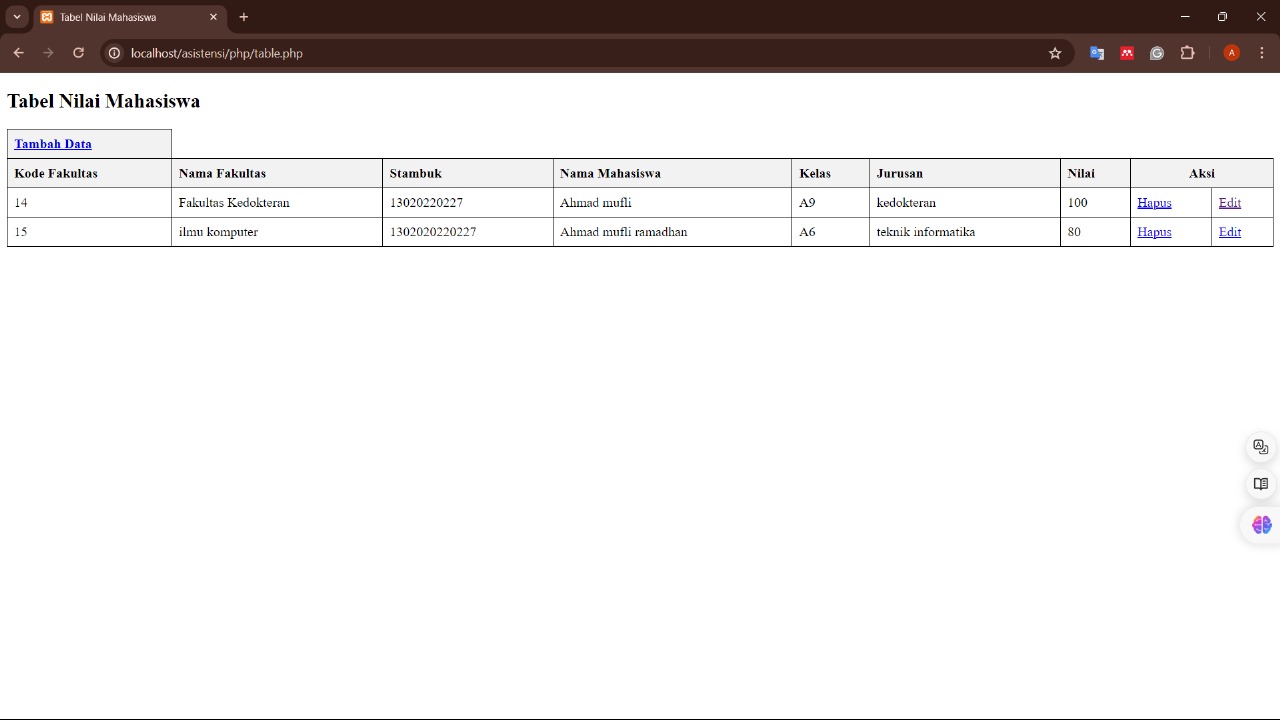 Tabel Nilai Mahasiswa
localhost/asistensi/php/table.php
A
Tabel Nilai Mahasiswa
Tambah Data
Kode Fakultas Nama Fakultas Stambuk Nama Mahasiswa Kelas Jurusan Nilai Aksi
14 Fakultas Kedokteran 13020220227 Ahmad mufli A9 kedokteran 100 Hapus Edit
15 ilmu komputer 1302020220227 Ahmad mufli ramadhan A6 teknik informatika 80 Hapus Edit